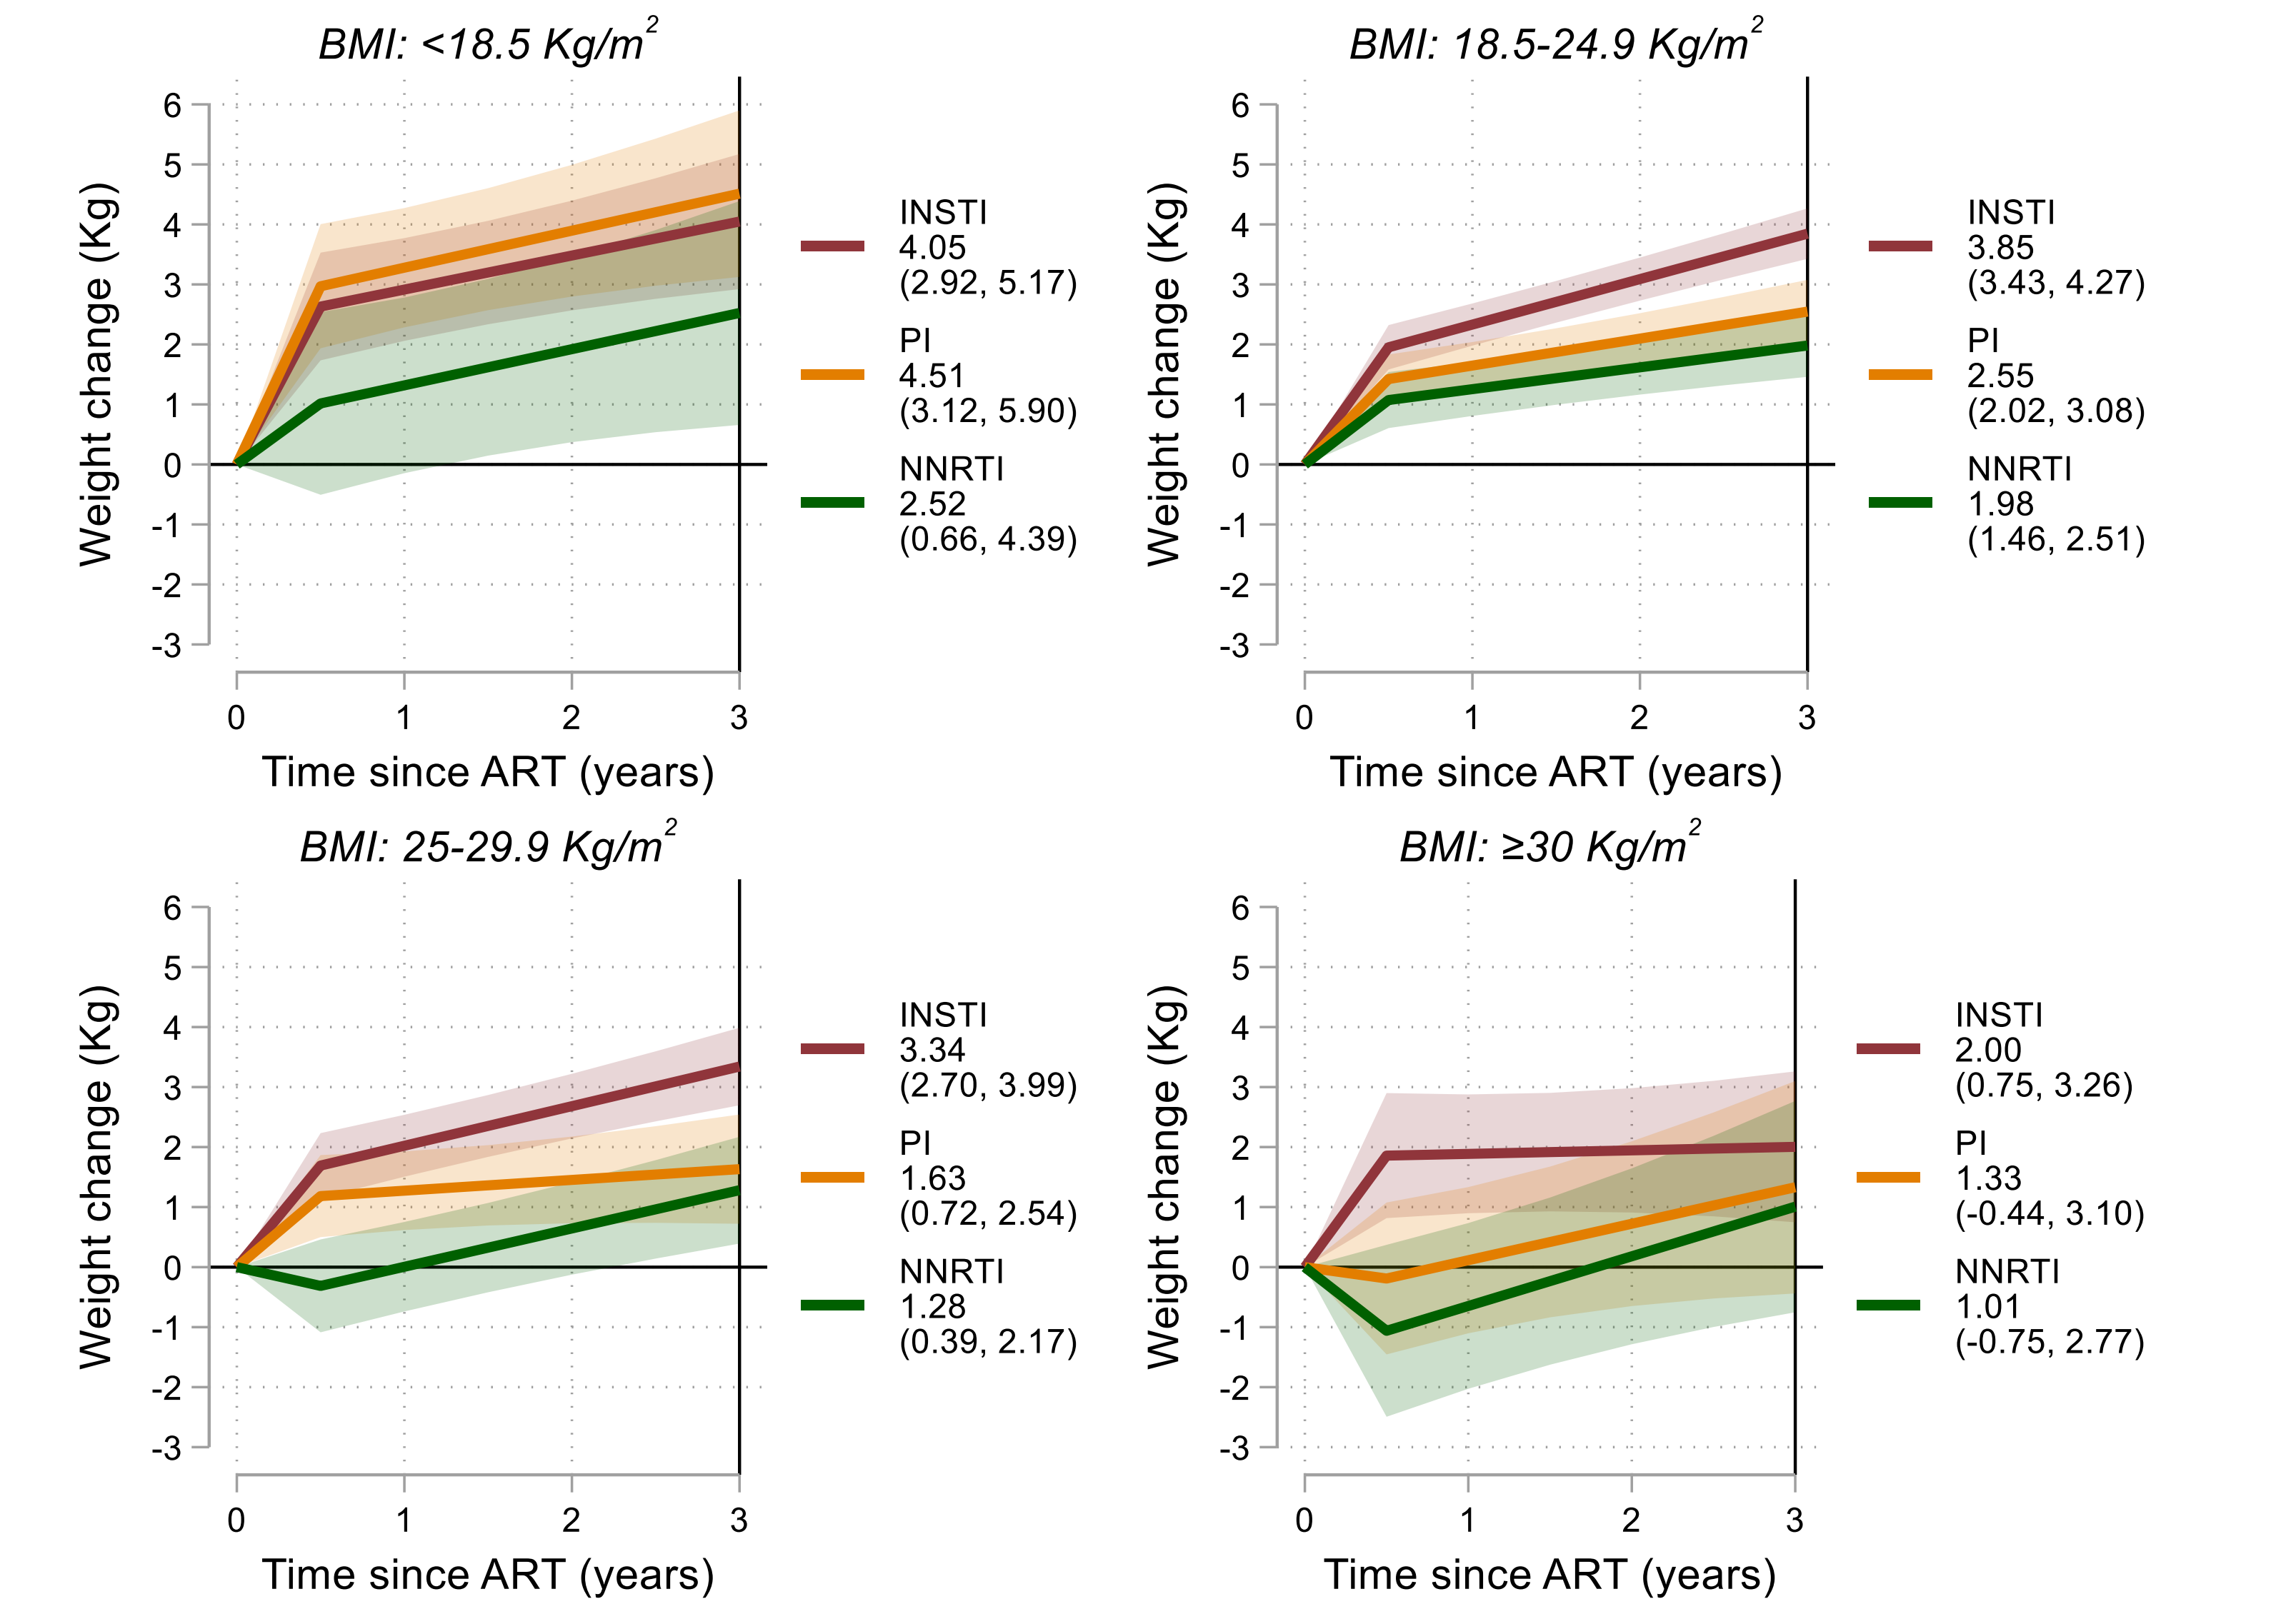 BMI: <18.5 Kg/m²
6
5
4
3
2
1
0
-1
-2
-3
Weight change (Kg)
0 1 2 3
Time since ART (years)
INSTI
4.05
(2.92, 5.17)
PI
4.51
(3.12, 5.90)
NNRTI
2.52
(0.66, 4.39)
BMI: 18.5-24.9 Kg/m²
6
5
4
3
2
1
0
-1
-2
-3
Weight change (Kg)
0 1 2 3
Time since ART (years)
INSTI
3.85
(3.43, 4.27)
PI
2.55
(2.02, 3.08)
NNRTI
1.98
(1.46, 2.51)
BMI: 25-29.9 Kg/m²
6
5
4
3
2
1
0
-1
-2
-3
Weight change (Kg)
0 1 2 3
Time since ART (years)
INSTI
3.34
(2.70, 3.99)
PI
1.63
(0.72, 2.54)
NNRTI
1.28
(0.39, 2.17)
BMI: ≥30 Kg/m²
6
5
4
3
2
1
0
-1
-2
-3
Weight change (Kg)
0 1 2 3
Time since ART (years)
INSTI
2.00
(0.75, 3.26)
PI
1.33
(-0.44, 3.10)
NNRTI
1.01
(-0.75, 2.77)